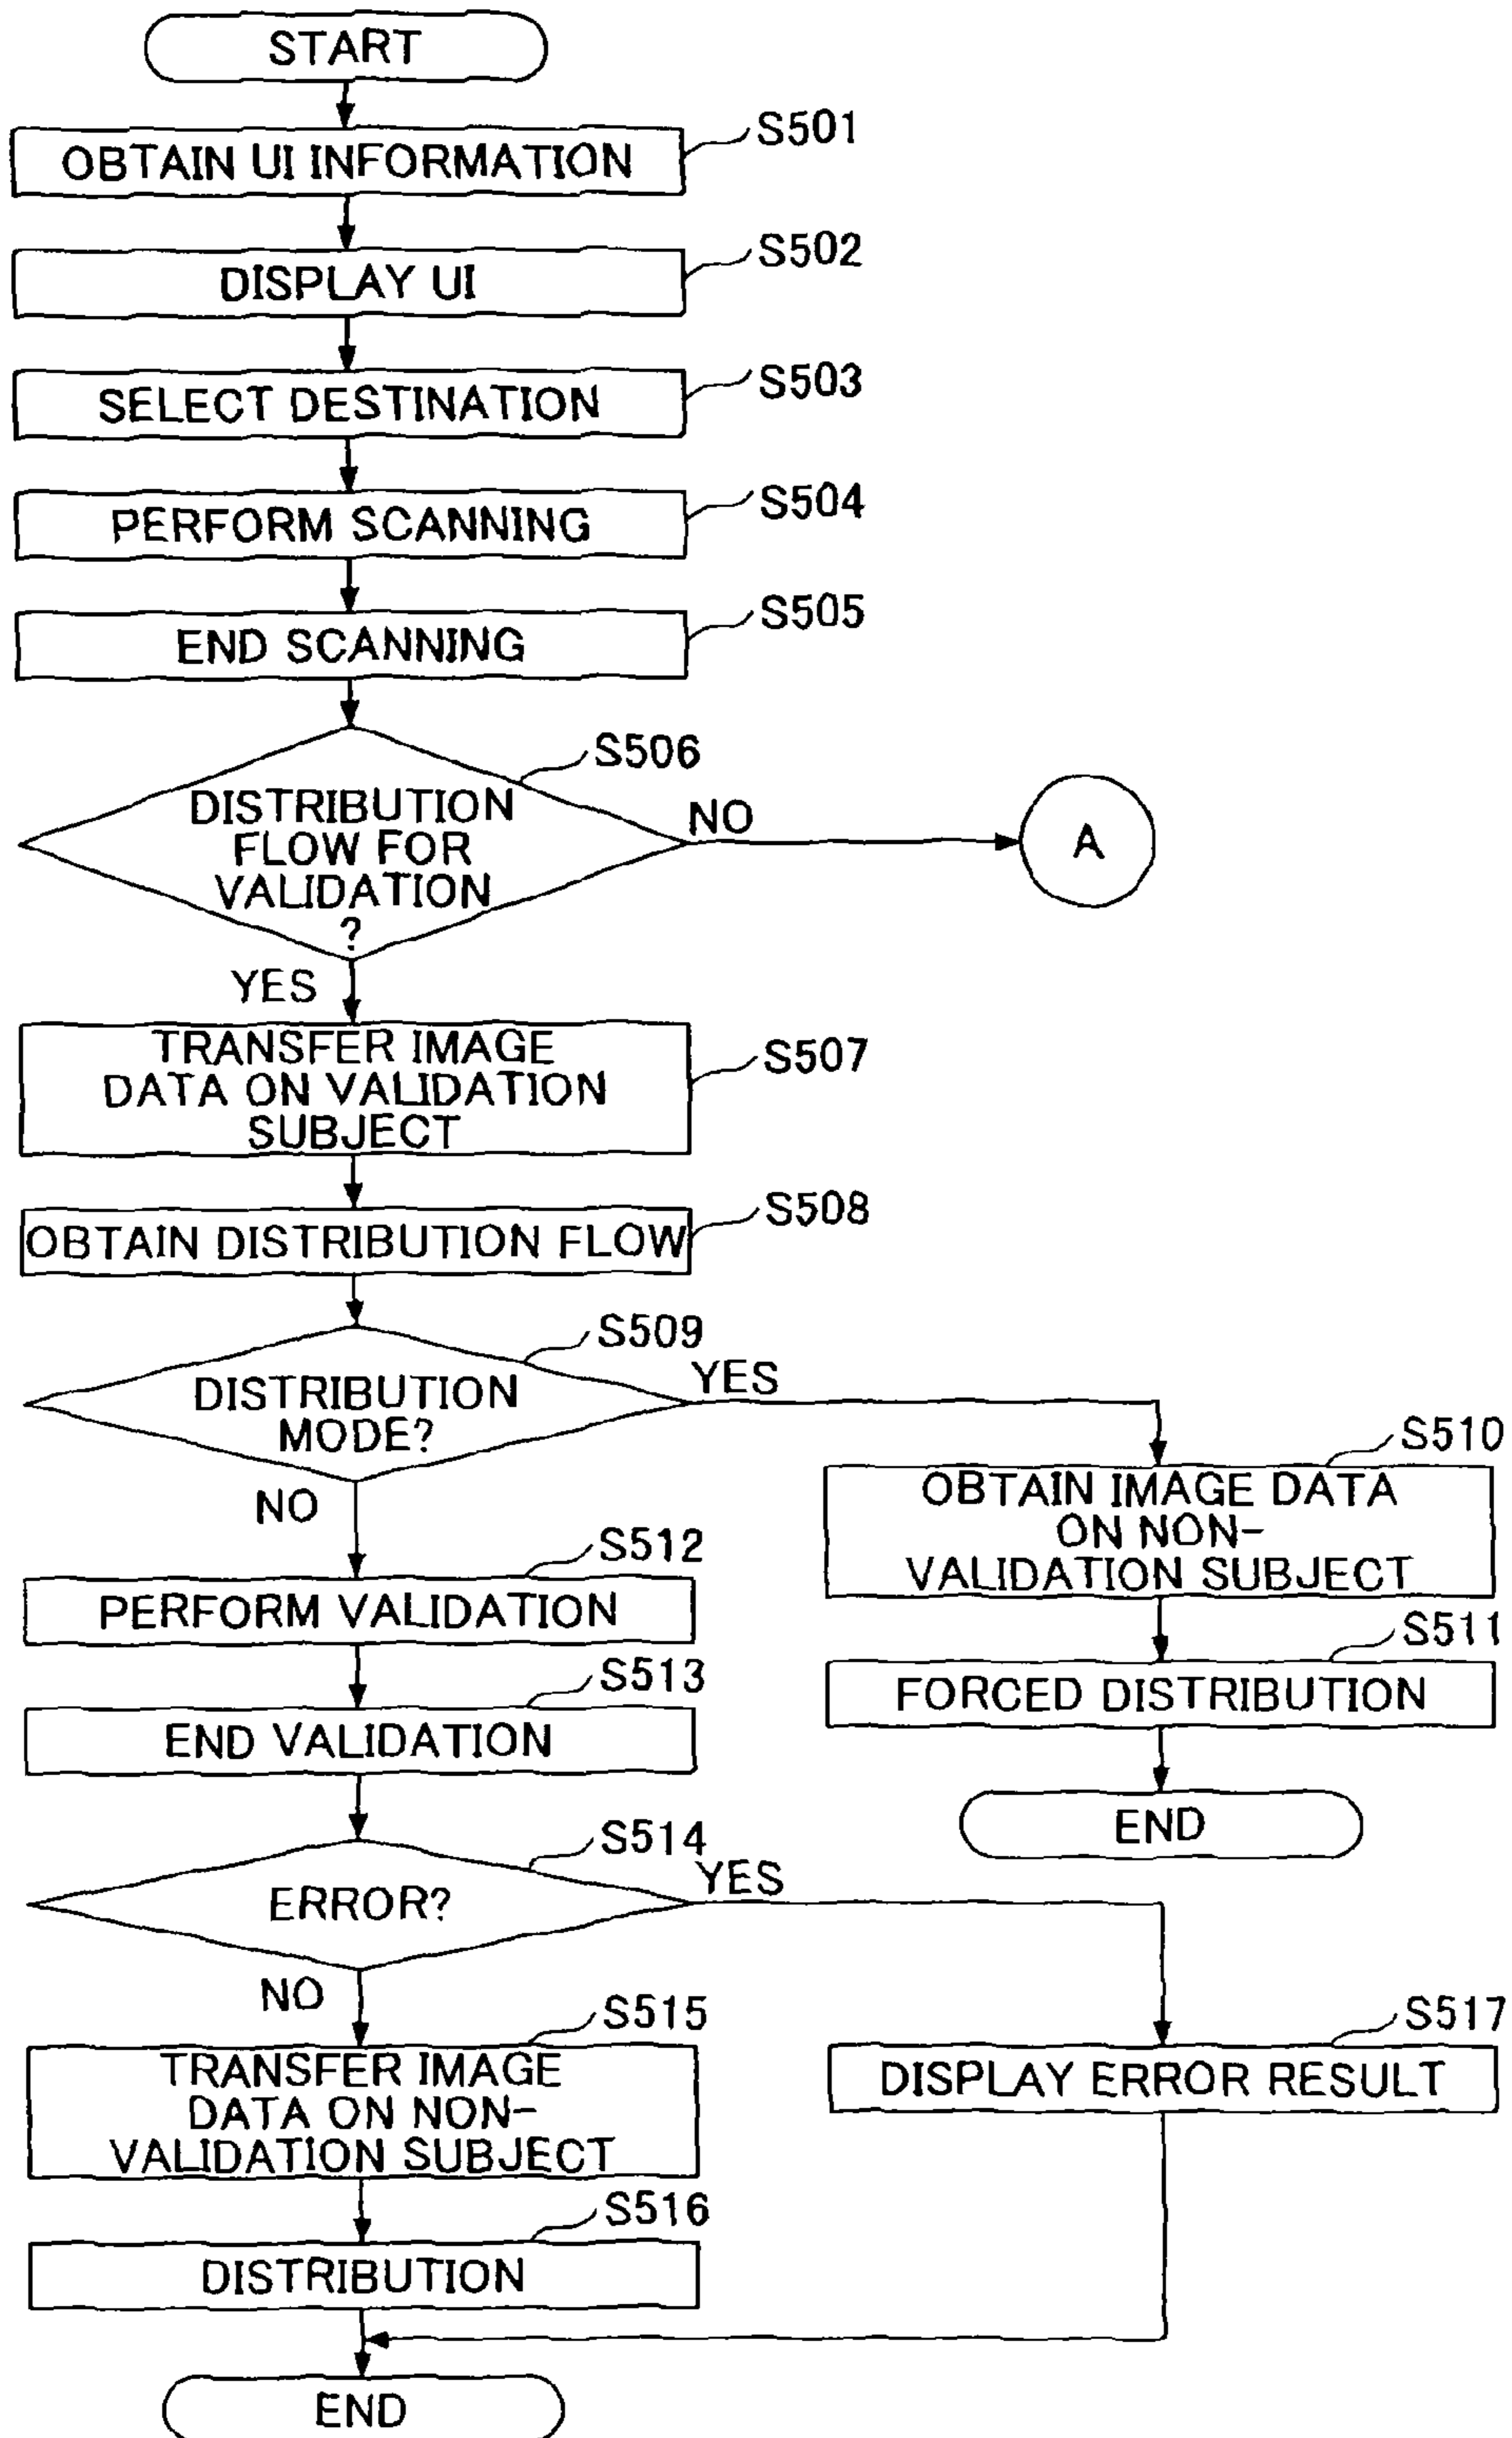 START
S501
OBTAIN UI INFORMATION
S502
DISPLAY UI
S503
SELECT DESTINATION
S504
PERFORM SCANNING
S505
END SCANNING
S506
DISTRIBUTION
FLOW FOR
VALIDATION
?
NO
A
YES
S507
TRANSFER IMAGE
DATA ON VALIDATION
SUBJECT
S508
OBTAIN DISTRIBUTION FLOW
S509
DISTRIBUTION
MODE?
YES
S510
OBTAIN IMAGE DATA
ON NON-
VALIDATION SUBJECT
S511
FORCED DISTRIBUTION
END
NO
S512
PERFORM VALIDATION
S513
END VALIDATION
S514
ERROR?
YES
S517
DISPLAY ERROR RESULT
NO
S515
TRANSFER IMAGE
DATA ON NON-
VALIDATION SUBJECT
S516
DISTRIBUTION
END